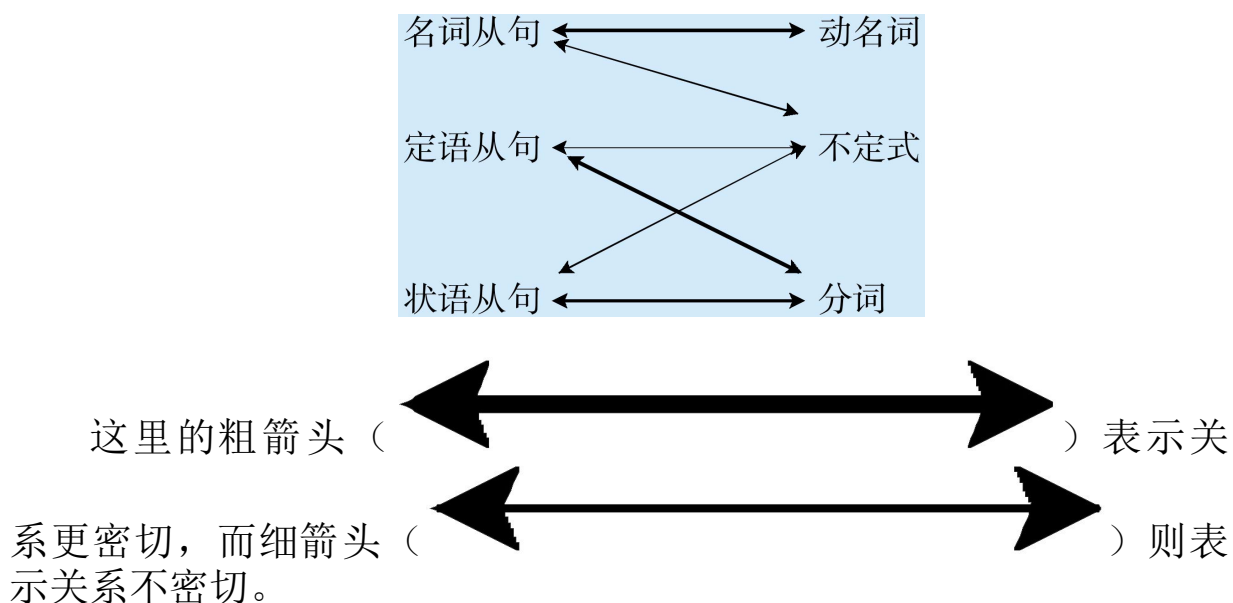 名词从句 动名词
定语从句 不定式
状语从句 分词
这里的粗箭头（ ）表示关
系更密切，而细箭头（ ）则表
示关系不密切。